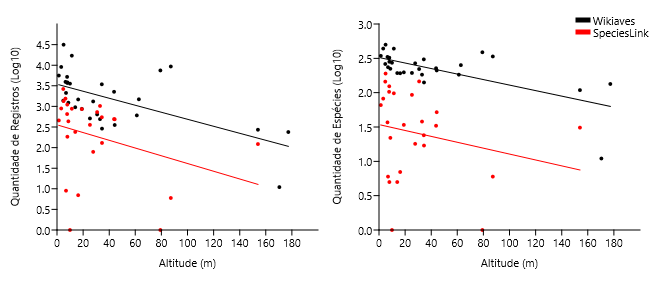 Wikiaves
SpeciesLink
Quantidade de Registros (Log10)
4.5
4.0
3.5
3.0
2.5
2.0
1.5
1.0
0.5
0.0
0 20 40 60 80 100 120 140 160 180
Altitude (m)
Quantidade de Espécies (Log10)
3.0
2.5
2.0
1.5
1.0
0.5
0.0
0 20 40 60 80 100 120 140 160 180
Altitude (m)